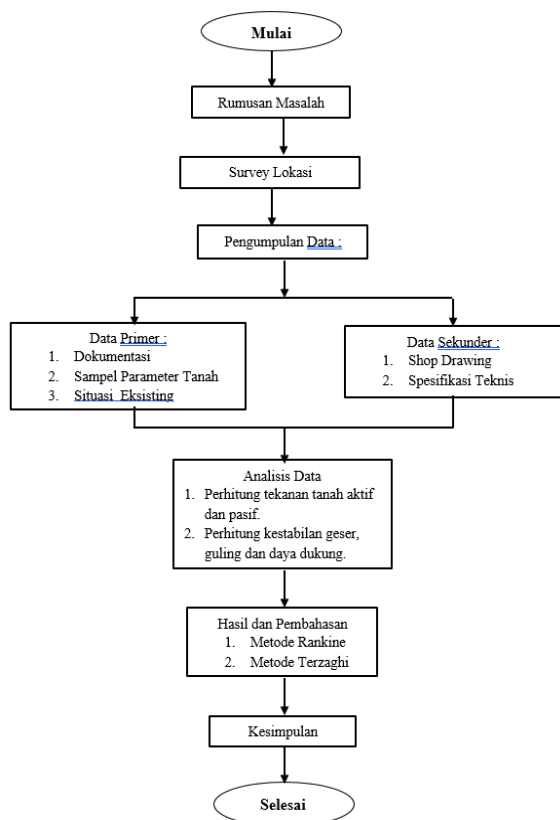 Mulai
Rumusan Masalah
Survey Lokasi
Pengumpulan Data :
Data Primer :
1. Dokumentasi
2. Sampel Parameter Tanah
3. Situasi Eksisting
Data Sekunder :
1. Shop Drawing
2. Spesifikasi Teknis
Analisis Data
1. Perhitung tekanan tanah aktif
dan pasif.
2. Perhitung kestabilan geser,
guling dan daya dukung.
Hasil dan Pembahasan
1. Metode Rankine
2. Metode Terzaghi
Kesimpulan
Selesai